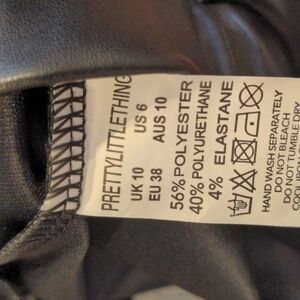 PRETTYLITTLETHING
UK 10 US 6
EU 38 AUS 10
56% POLYESTER
40% POLYURETHANE
4% ELASTANE
HAND WASH SEPARATELY
DO NOT BLEACH
DO NOT TUMBLE DRY